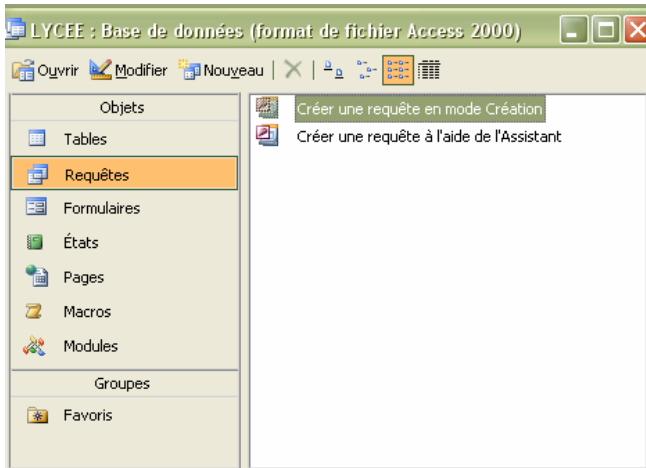 LYCEE : Base de données (format de fichier Access 2000)
Ouvrir Modifier Nouveau
Objets
Tables
Requêtes
Formulaires
États
Pages
Macros
Modules
Groupes
Favoris
Créer une requête en mode Création
Créer une requête à l'aide de l'Assistant